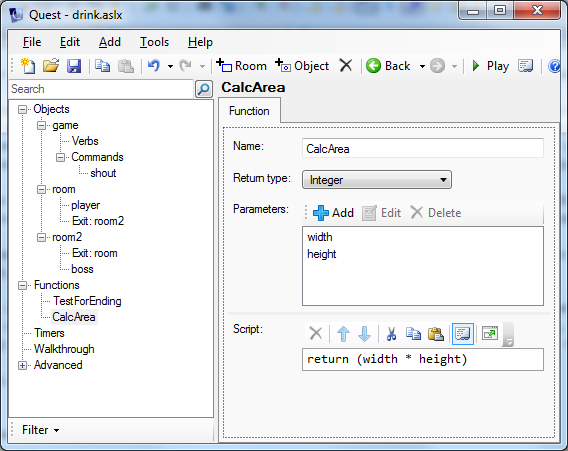 Quest - drink.aslx
File Edit Add Tools Help
Room Object Back Play
Search
Objects
game
Verbs
Commands
shout
room
player
Exit: room2
room2
Exit: room
boss
Functions
TestForEnding
CalcArea
Timers
Walkthrough
Advanced
Filter
CalcArea
Function
Name: CalcArea
Return type: Integer
Parameters: Add Edit Delete
width
height
Script:
return (width * height)